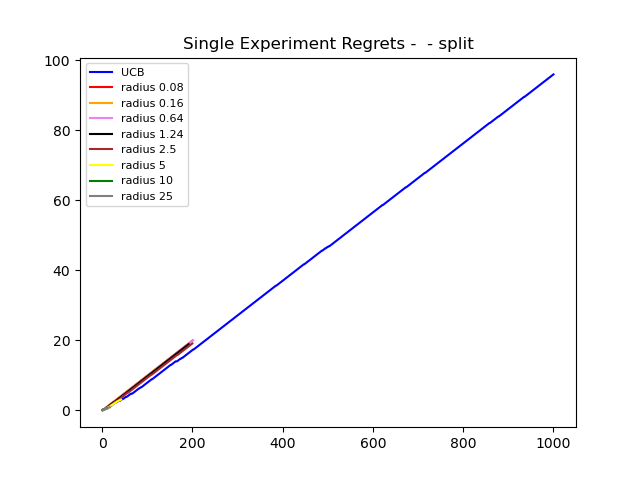 Single Experiment Regrets -  - split
100
80
60
40
20
0
UCB
radius 0.08
radius 0.16
radius 0.64
radius 1.24
radius 2.5
radius 5
radius 10
radius 25
0 200 400 600 800 1000